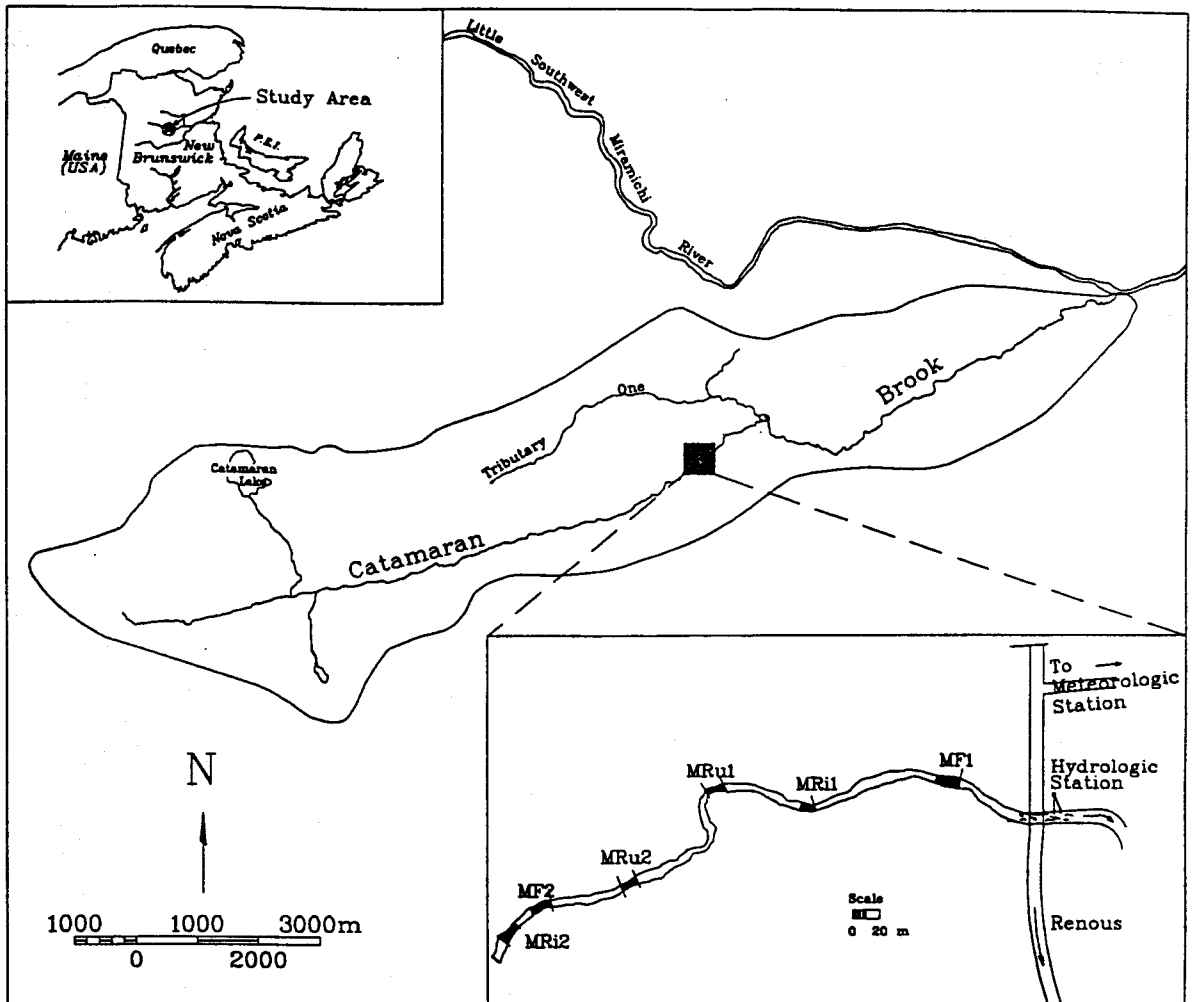 Quebec
Study Area
Maine
(USA)
New
Brunswick
P.E.I.
Nova Scotia
Little
Southwest
Miramichi
River
Brook
One
Tributary
Catamaran
Lake
Catamaran
N
1000 1000 3000m
0 2000
To
Meteorologic
Station
MF1
Hydrologic
Station
MRu1
MRi1
MRu2
MF2
MRi2
Scale
0 20 m
Renous